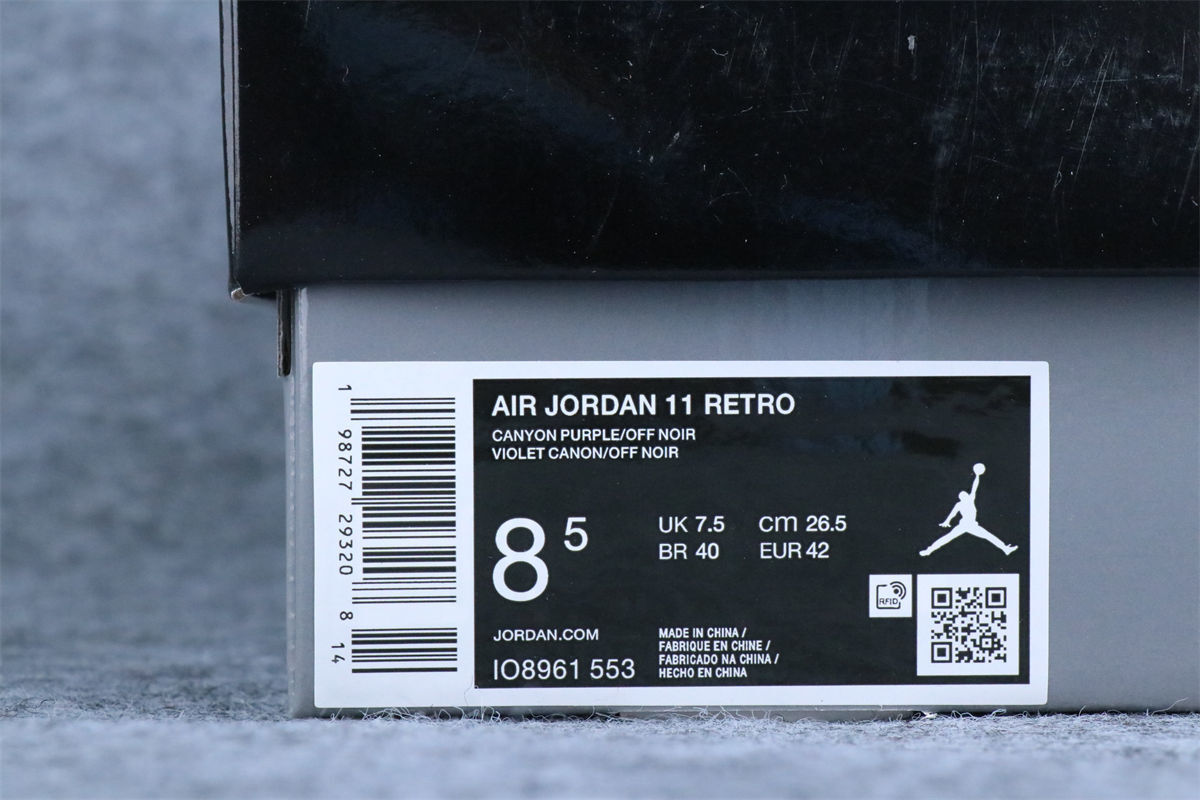 AIR JORDAN 11 RETRO
CANYON PURPLE/OFF NOIR
VIOLET CANON/OFF NOIR
8 5
UK 7.5 cm 26.5
BR 40 EUR 42
RFID
JORDAN.COM
IO8961 553
MADE IN CHINA /
FABRIQUE EN CHINE /
FABRICADO NA CHINA /
HECHO EN CHINA
1 98727 29320 8 14